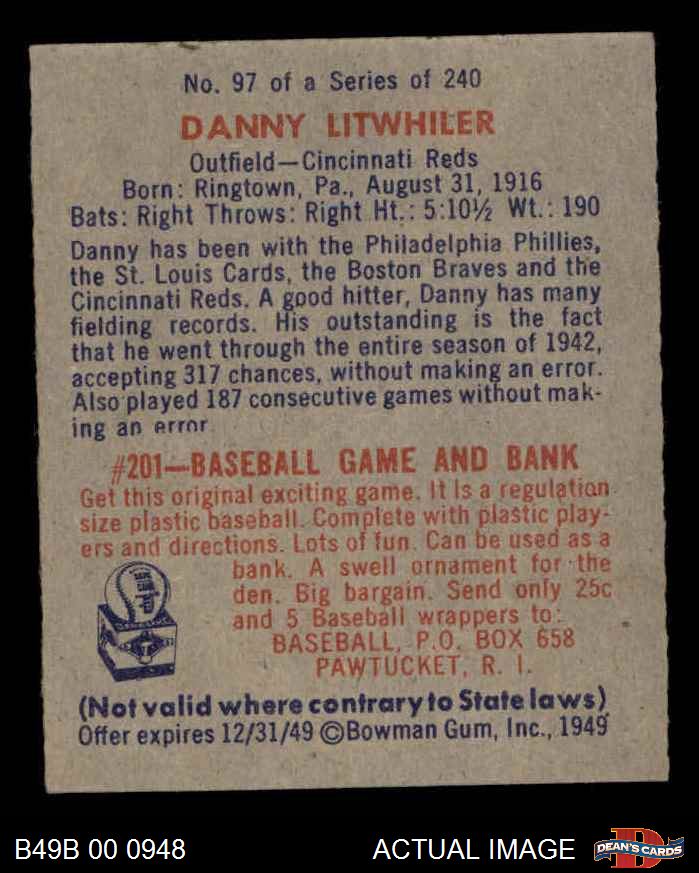 No. 97 of a Series of 240
DANNY LITWHILER
Outfield—Cincinnati Reds
Born: Ringtown, Pa., August 31, 1916
Bats: Right Throws: Right Ht.: 5:10½ Wt.: 190
Danny has been with the Philadelphia Phillies,
the St. Louis Cards, the Boston Braves and the
Cincinnati Reds. A good hitter, Danny has many
fielding records. His outstanding is the fact
that he went through the entire season of 1942,
accepting 317 chances, without making an error.
Also played 187 consecutive games without mak-
ing an error
#201—BASEBALL GAME AND BANK
Get this original exciting game. It is a regulation
size plastic baseball. Complete with plastic play-
ers and directions. Lots of fun. Can be used as a
bank. A swell ornament for the
den. Big bargain. Send only 25c
and 5 Baseball wrappers to:
BASEBALL, P.O. BOX 658
PAWTUCKET, R. I.
(Not valid where contrary to State laws)
Offer expires 12/31/49 ©Bowman Gum, Inc., 1949
B49B 00 0948
ACTUAL IMAGE
DEAN'S CARDS